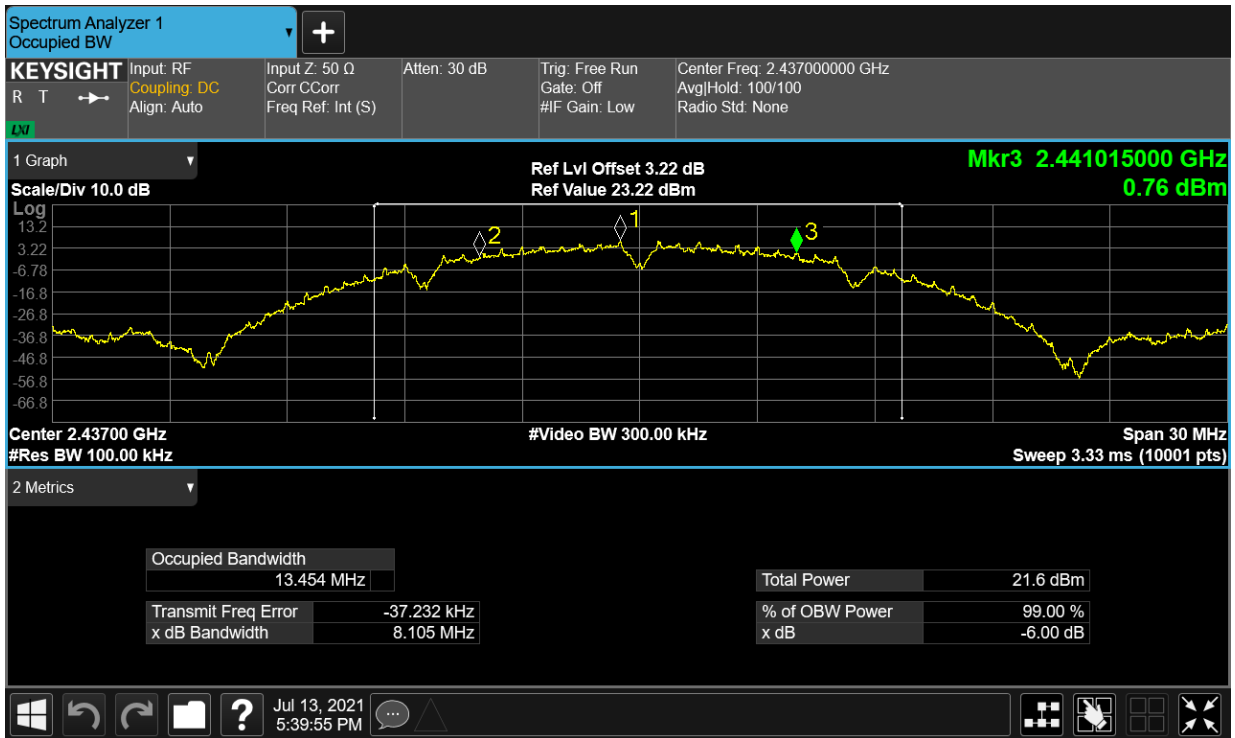 Spectrum Analyzer 1
Occupied BW
KEYSIGHT
R T
LXI
Input: RF
Coupling: DC
Align: Auto
Input Z: 50 Ω
Corr CCorr
Freq Ref: Int (S)
Atten: 30 dB
Trig: Free Run
Gate: Off
#IF Gain: Low
Center Freq: 2.437000000 GHz
Avg|Hold: 100/100
Radio Std: None
1 Graph
Scale/Div 10.0 dB
Ref Lvl Offset 3.22 dB
Ref Value 23.22 dBm
Mkr3 2.441015000 GHz
0.76 dBm
Log
13.2
3.22
-6.78
-16.8
-26.8
-36.8
-46.8
-56.8
-66.8
2
1
3
Center 2.43700 GHz
#Video BW 300.00 kHz
Span 30 MHz
#Res BW 100.00 kHz
Sweep 3.33 ms (10001 pts)
2 Metrics
Occupied Bandwidth
13.454 MHz
Total Power 21.6 dBm
Transmit Freq Error -37.232 kHz
% of OBW Power 99.00 %
x dB Bandwidth 8.105 MHz
x dB -6.00 dB
?
Jul 13, 2021
5:39:55 PM